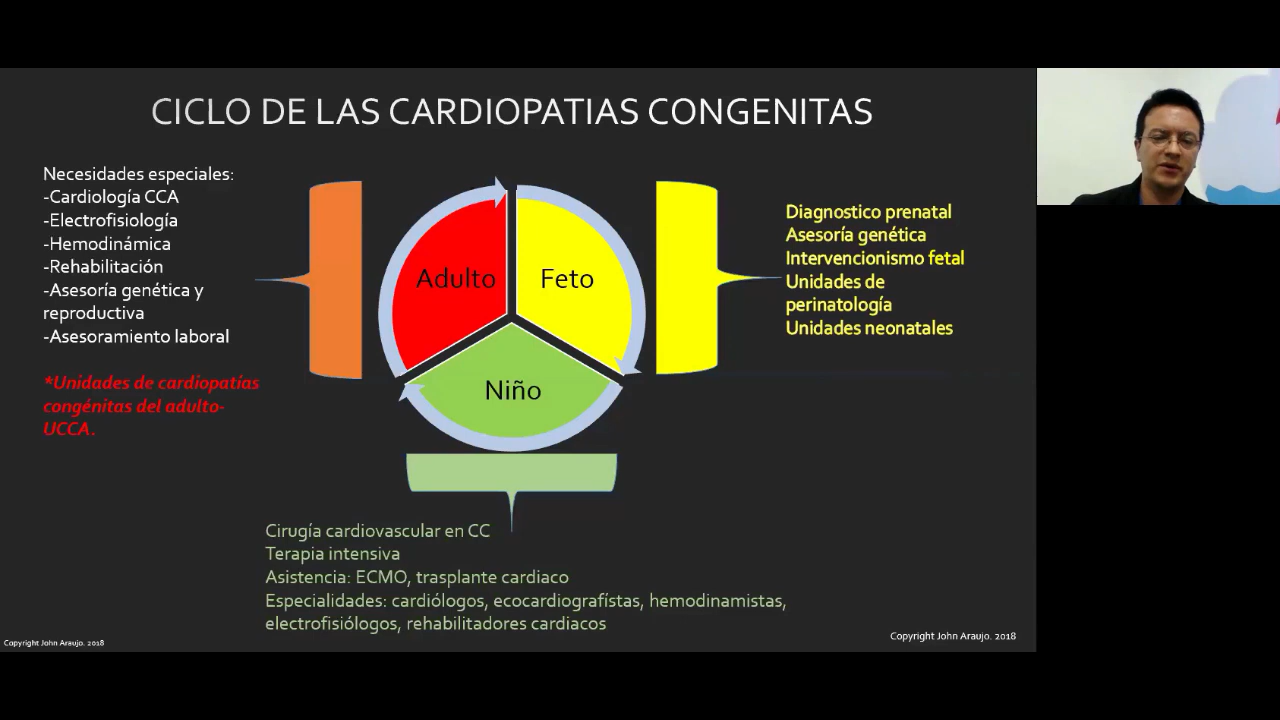 CICLO DE LAS CARDIOPATIAS CONGENITAS
Necesidades especiales:
-Cardiología CCA
-Electrofisiología
-Hemodinámica
-Rehabilitación
-Asesoría genética y
reproductiva
-Asesoramiento laboral
*Unidades de cardiopatías
congénitas del adulto-
UCCA.
Adulto
Feto
Niño
Diagnostico prenatal
Asesoría genética
Intervencionismo fetal
Unidades de
perinatología
Unidades neonatales
Cirugía cardiovascular en CC
Terapia intensiva
Asistencia: ECMO, trasplante cardiaco
Especialidades: cardiólogos, ecocardiografístas, hemodinamistas,
electrofisiólogos, rehabilitadores cardiacos
Copyright John Araujo. 2018
Copyright John Araujo. 2018